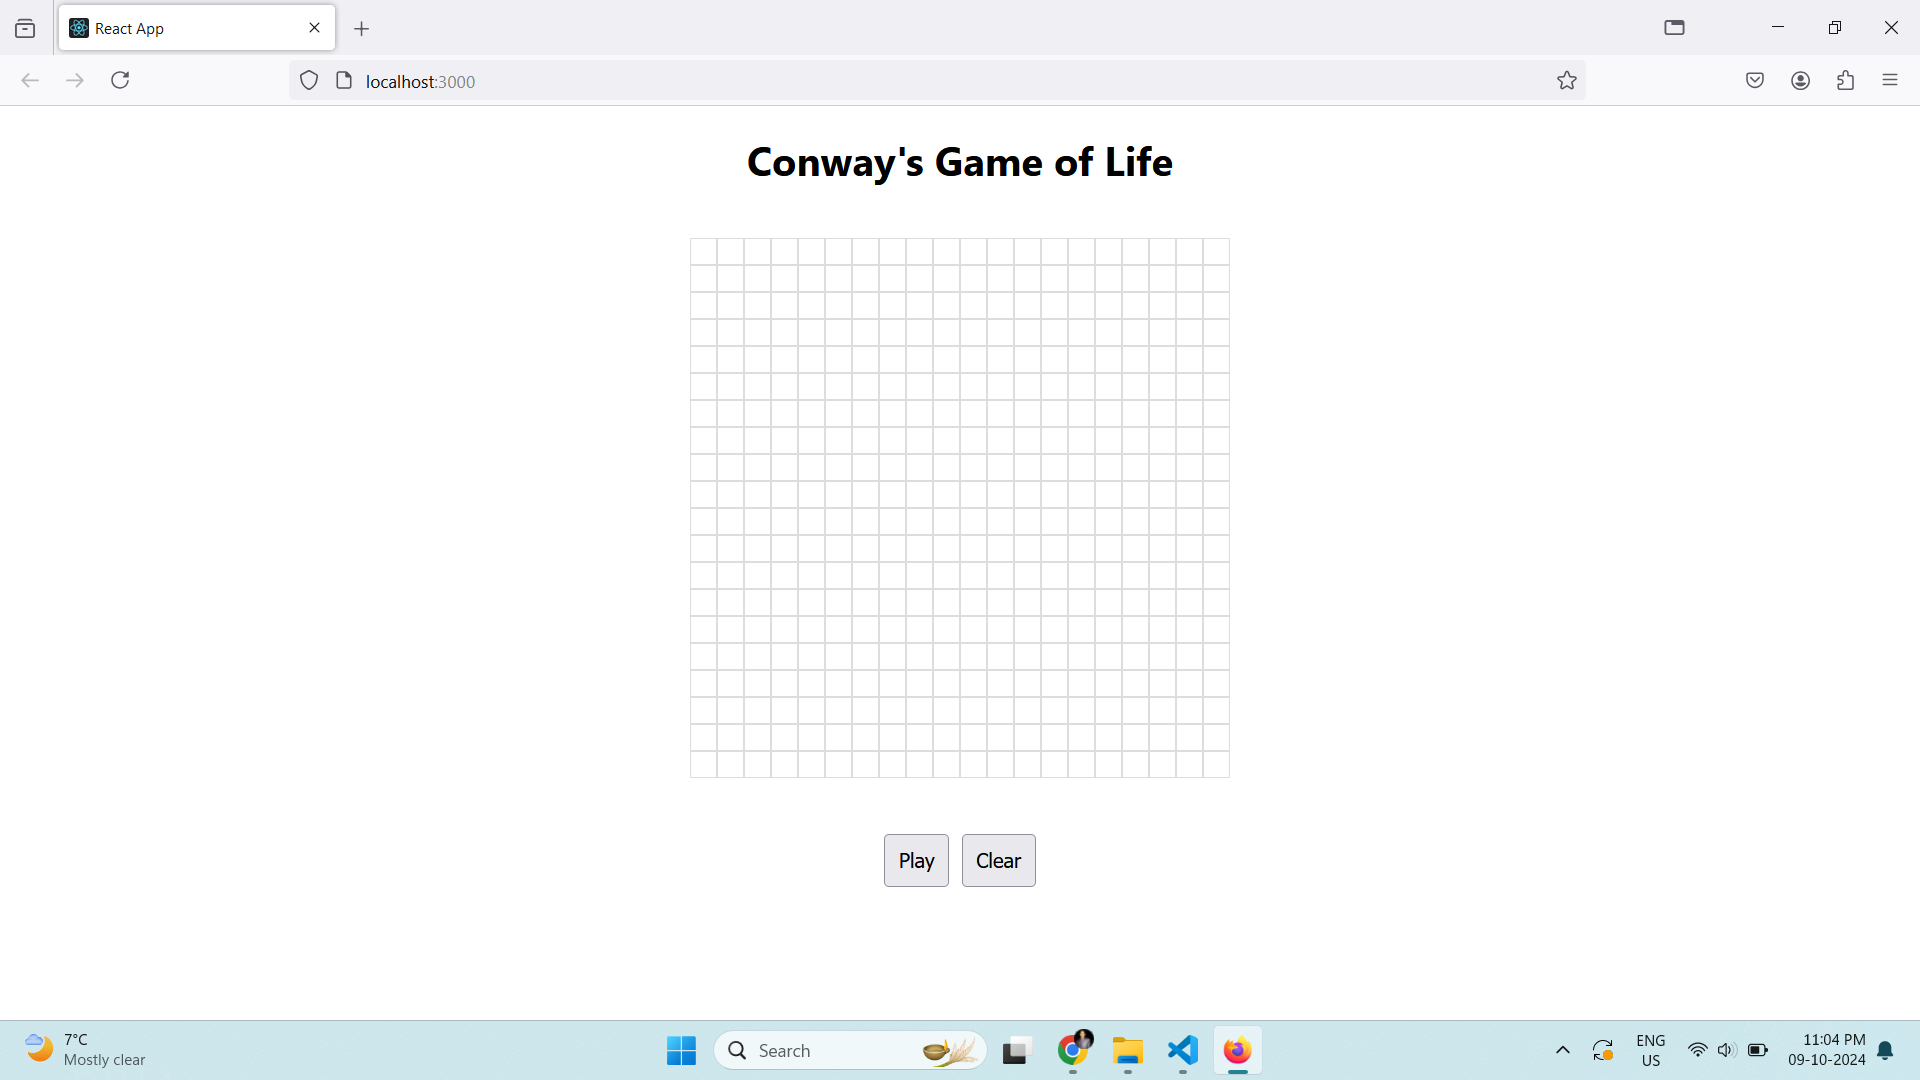 React App
localhost:3000
Conway's Game of Life
Play
Clear
7°C
Mostly clear
Search
ENG
US
11:04 PM
09-10-2024